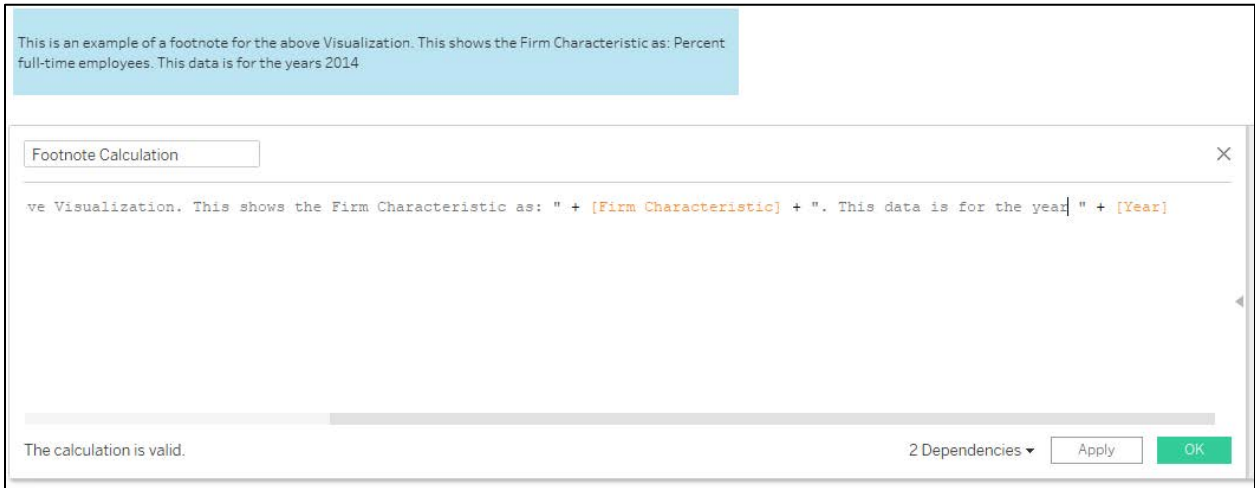 This is an example of a footnote for the above Visualization. This shows the Firm Characteristic as: Percent
full-time employees. This data is for the years 2014
Footnote Calculation
ve Visualization. This shows the Firm Characteristic as: " + [Firm Characteristic] + ". This data is for the year " + [Year]
The calculation is valid.
2 Dependencies
Apply
OK